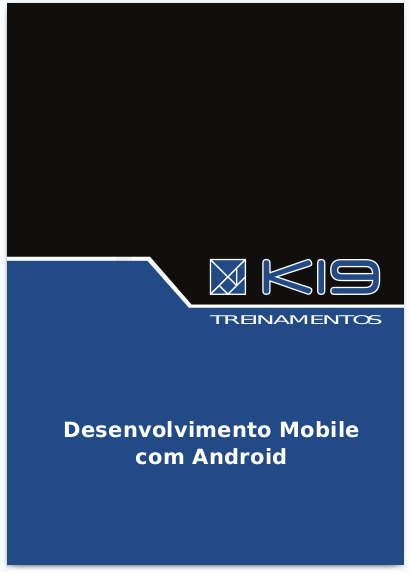 K19
TREINAMENTOS
Desenvolvimento Mobile
com Android